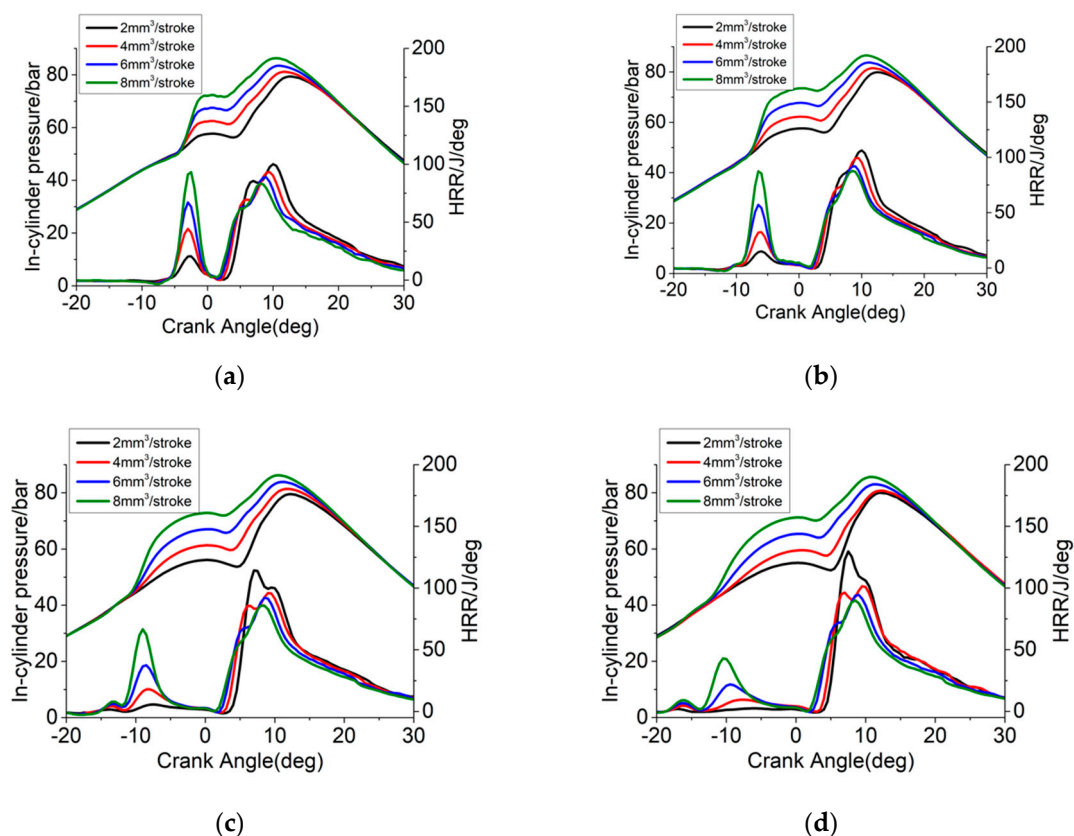 2mm³/stroke
4mm³/stroke
6mm³/stroke
8mm³/stroke
In-cylinder pressure/bar
0
20
40
60
80
-20
-10
0
10
20
30
Crank Angle(deg)
0
50
100
150
200
HRR/J/deg
(a)
2mm³/stroke
4mm³/stroke
6mm³/stroke
8mm³/stroke
In-cylinder pressure/bar
0
20
40
60
80
-20
-10
0
10
20
30
Crank Angle(deg)
0
50
100
150
200
HRR/J/deg
(b)
2mm³/stroke
4mm³/stroke
6mm³/stroke
8mm³/stroke
In-cylinder pressure/bar
0
20
40
60
80
-20
-10
0
10
20
30
Crank Angle(deg)
0
50
100
150
200
HRR/J/deg
(c)
2mm³/stroke
4mm³/stroke
6mm³/stroke
8mm³/stroke
In-cylinder pressure/bar
0
20
40
60
80
-20
-10
0
10
20
30
Crank Angle(deg)
0
50
100
150
200
HRR/J/deg
(d)